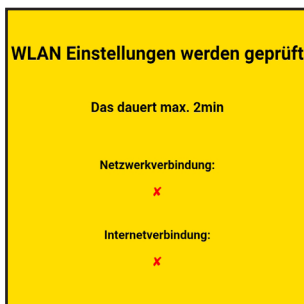 WLAN Einstellungen werden geprüft
Das dauert max. 2min
Netzwerkverbindung:
✘
Internetverbindung:
✘